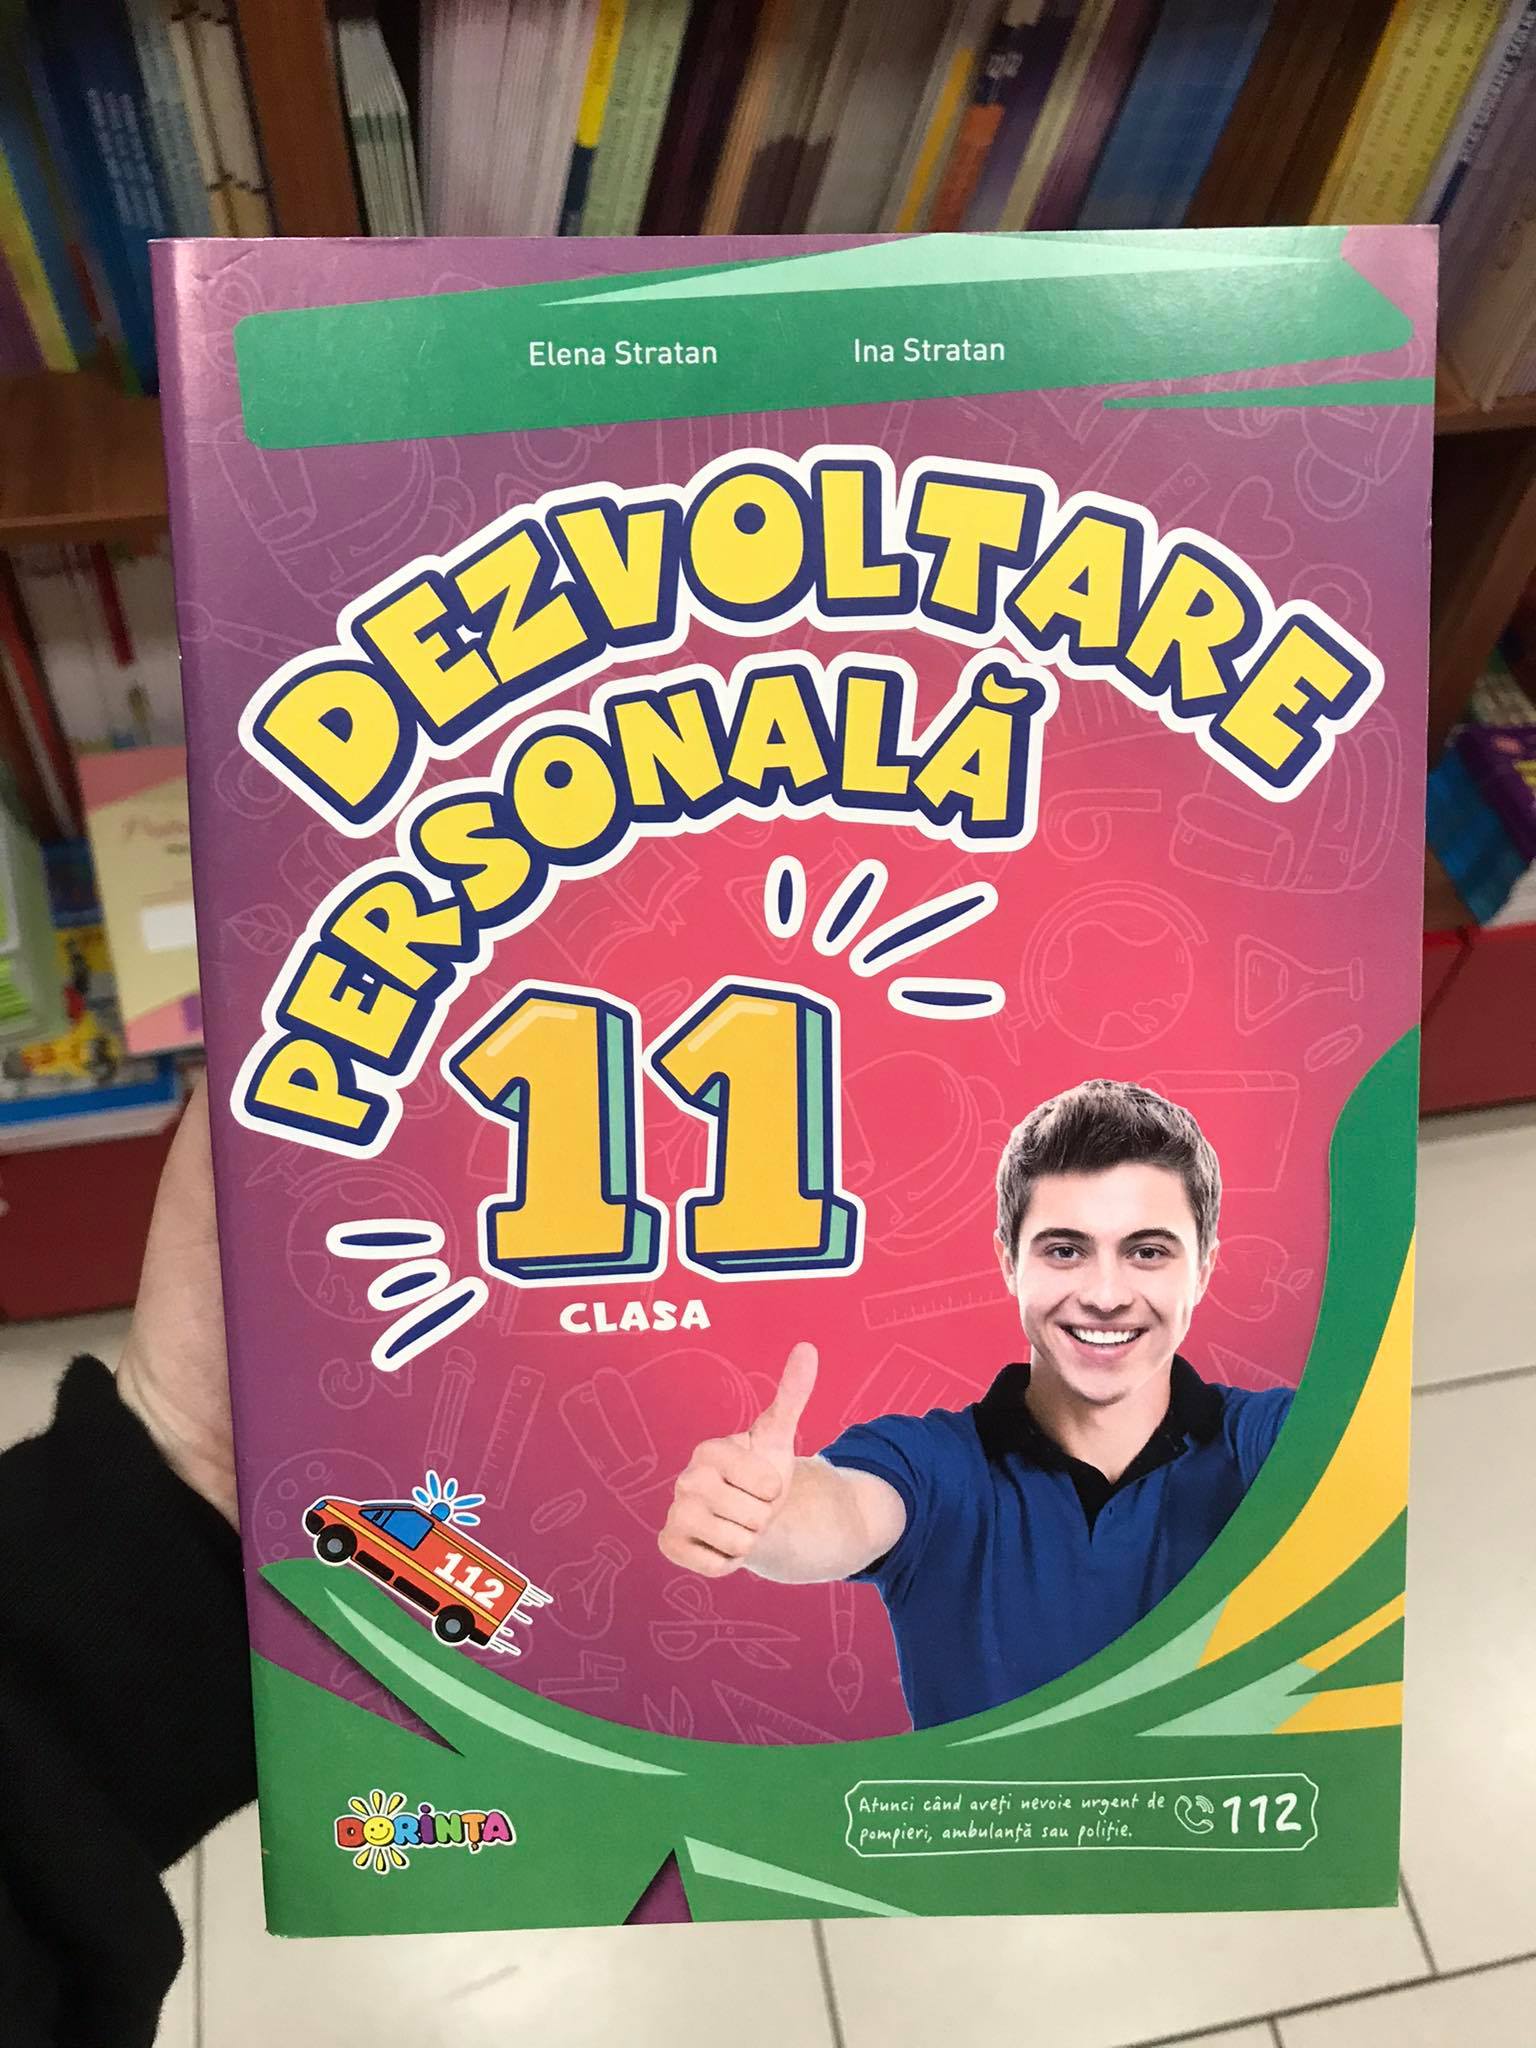 Elena Stratan
Ina Stratan
DEZVOLTARE
PERSONALĂ
11
CLASA
112
DORINȚA
Atunci când aveți nevoie urgent de
pompieri, ambulanță sau poliție.
112